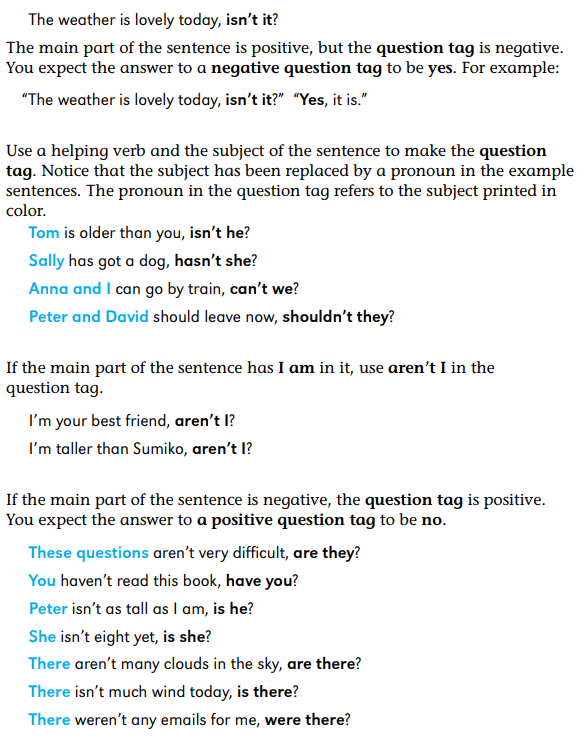 The weather is lovely today, isn't it?
The main part of the sentence is positive, but the question tag is negative.
You expect the answer to a negative question tag to be yes. For example:
“The weather is lovely today, isn't it?” “Yes, it is.”
Use a helping verb and the subject of the sentence to make the question
tag. Notice that the subject has been replaced by a pronoun in the example
sentences. The pronoun in the question tag refers to the subject printed in
color.
Tom is older than you, isn't he?
Sally has got a dog, hasn't she?
Anna and I can go by train, can't we?
Peter and David should leave now, shouldn't they?
If the main part of the sentence has I am in it, use aren't I in the
question tag.
I'm your best friend, aren't I?
I'm taller than Sumiko, aren't I?
If the main part of the sentence is negative, the question tag is positive.
You expect the answer to a positive question tag to be no.
These questions aren't very difficult, are they?
You haven't read this book, have you?
Peter isn't as tall as I am, is he?
She isn't eight yet, is she?
There aren't many clouds in the sky, are there?
There isn't much wind today, is there?
There weren't any emails for me, were there?